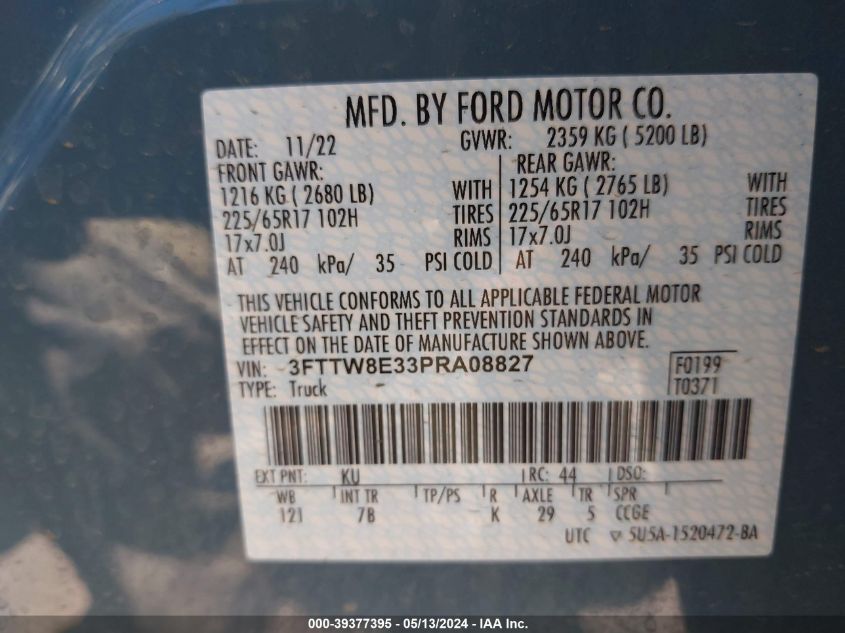 MFD. BY FORD MOTOR CO.
DATE: 11/22 GVWR: 2359 KG ( 5200 LB)
FRONT GAWR: REAR GAWR:
1216 KG ( 2680 LB) WITH 1254 KG ( 2765 LB) WITH
225/65R17 102H TIRES 225/65R17 102H TIRES
17x7.0J RIMS 17x7.0J RIMS
AT 240 kPa/ 35 PSI COLD AT 240 kPa/ 35 PSI COLD
THIS VEHICLE CONFORMS TO ALL APPLICABLE FEDERAL MOTOR
VEHICLE SAFETY AND THEFT PREVENTION STANDARDS IN
EFFECT ON THE DATE OF MANUFACTURE SHOWN ABOVE.
VIN: 3FTTW8E33PRA08827 F0199
TYPE: Truck T0371
EXT PNT: KU RC: 44 DSO:
WB INT TR TP/PS R AXLE TR SPR
121 7B K 29 5 CCGE
UTC 5U5A-1520472-BA
000-39377395 - 05/13/2024 - IAA Inc.